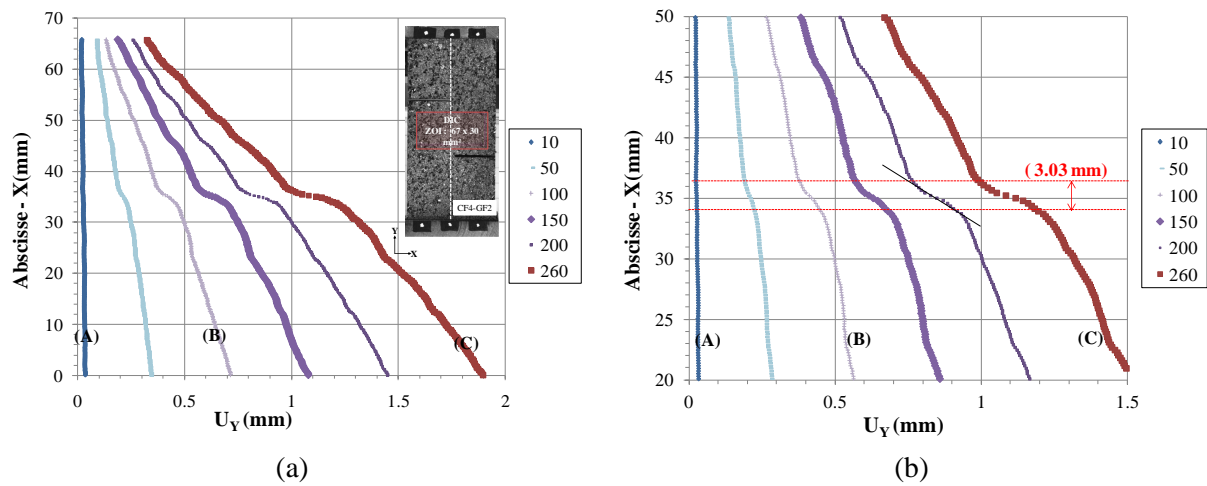 70
60
50
40
30
20
10
0
Abscisse - X(mm)
0
0.5
1
1.5
2
U_Y (mm)
(A)
(B)
(C)
DIC
ZOI : 67 x 30
mm²
CF4-GF2
Y
X
10
50
100
150
200
260
(a)
50
45
40
35
30
25
20
Abscisse - X(mm)
0
0.5
1
1.5
U_Y (mm)
(3.03 mm)
(A)
(B)
(C)
10
50
100
150
200
260
(b)